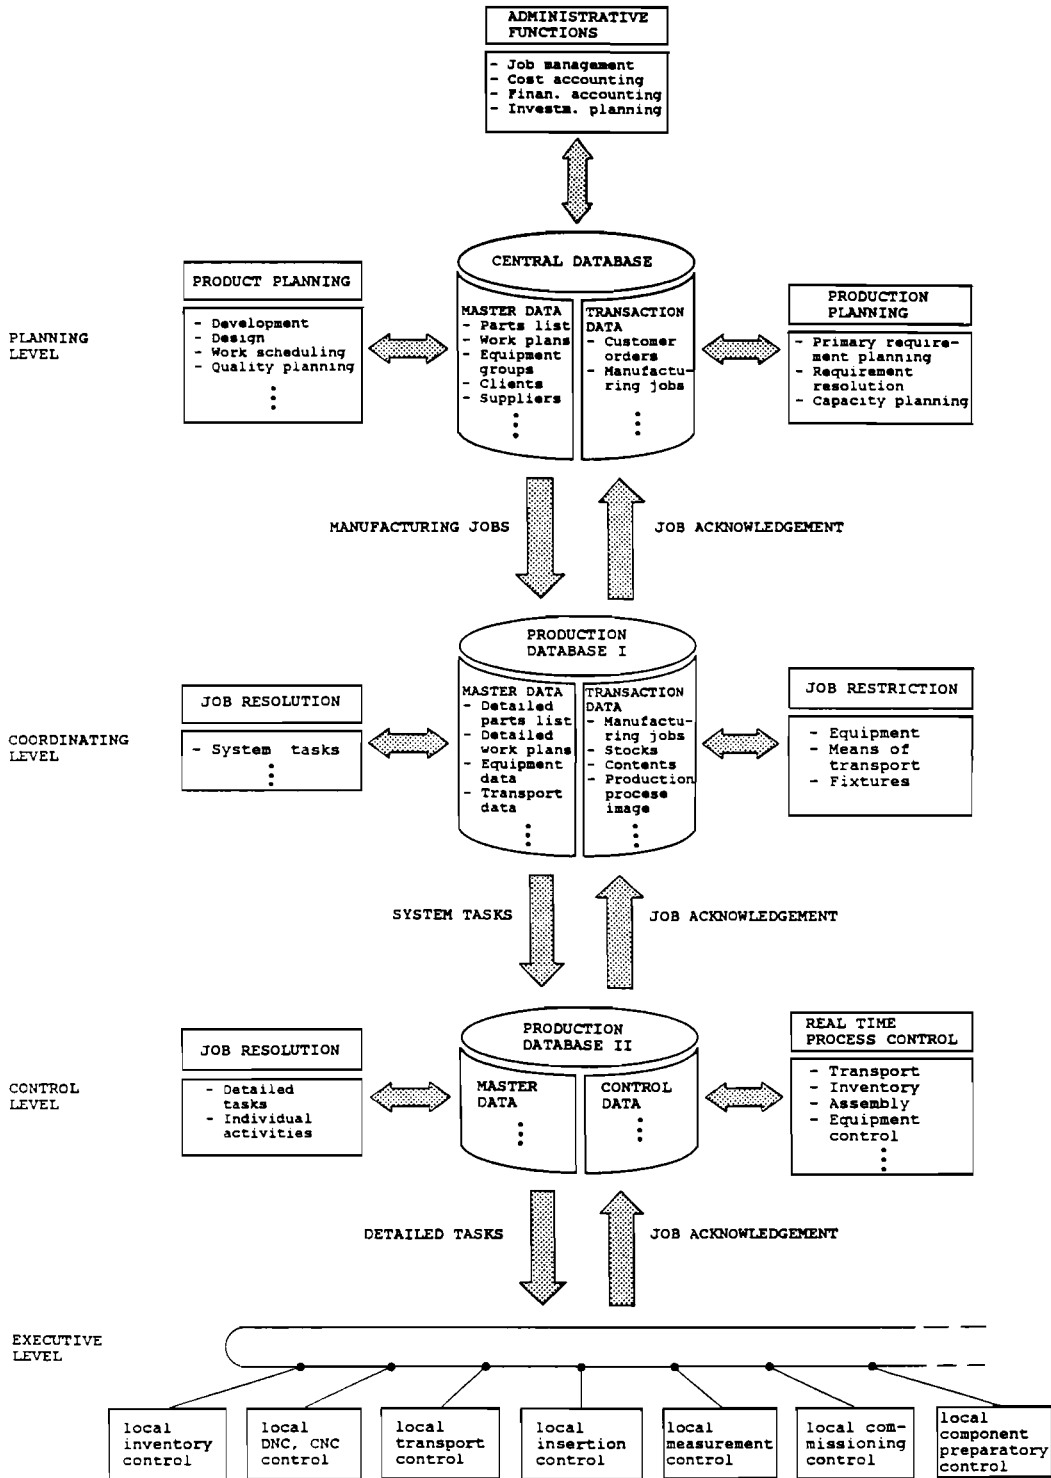 ADMINISTRATIVE
FUNCTIONS
- Job management
- Cost accounting
- Finan. accounting
- Investm. planning
PLANNING
LEVEL
PRODUCT PLANNING
- Development
- Design
- Work scheduling
- Quality planning
CENTRAL DATABASE
MASTER DATA
- Parts list
- Work plans
- Equipment
groups
- Clients
- Suppliers
TRANSACTION
DATA
- Customer
orders
- Manufactu-
ring jobs
PRODUCTION
PLANNING
- Primary require-
ment planning
- Requirement
resolution
- Capacity planning
MANUFACTURING JOBS
JOB ACKNOWLEDGEMENT
COORDINATING
LEVEL
JOB RESOLUTION
- System tasks
PRODUCTION
DATABASE I
MASTER DATA
- Detailed
parts list
- Detailed
work plans
- Equipment
data
- Transport
data
TRANSACTION
DATA
- Manufactu-
ring jobs
- Stocks
- Contents
- Production
procese
image
JOB RESTRICTION
- Equipment
- Means of
transport
- Fixtures
SYSTEM TASKS
JOB ACKNOWLEDGEMENT
CONTROL
LEVEL
JOB RESOLUTION
- Detailed
tasks
- Individual
activities
PRODUCTION
DATABASE II
MASTER
DATA
CONTROL
DATA
REAL TIME
PROCESS CONTROL
- Transport
- Inventory
- Assembly
- Equipment
control
DETAILED TASKS
JOB ACKNOWLEDGEMENT
EXECUTIVE
LEVEL
local
inventory
control
local
DNC, CNC
control
local
transport
control
local
insertion
control
local
measurement
control
local com-
missioning
control
local
component
preparatory
control